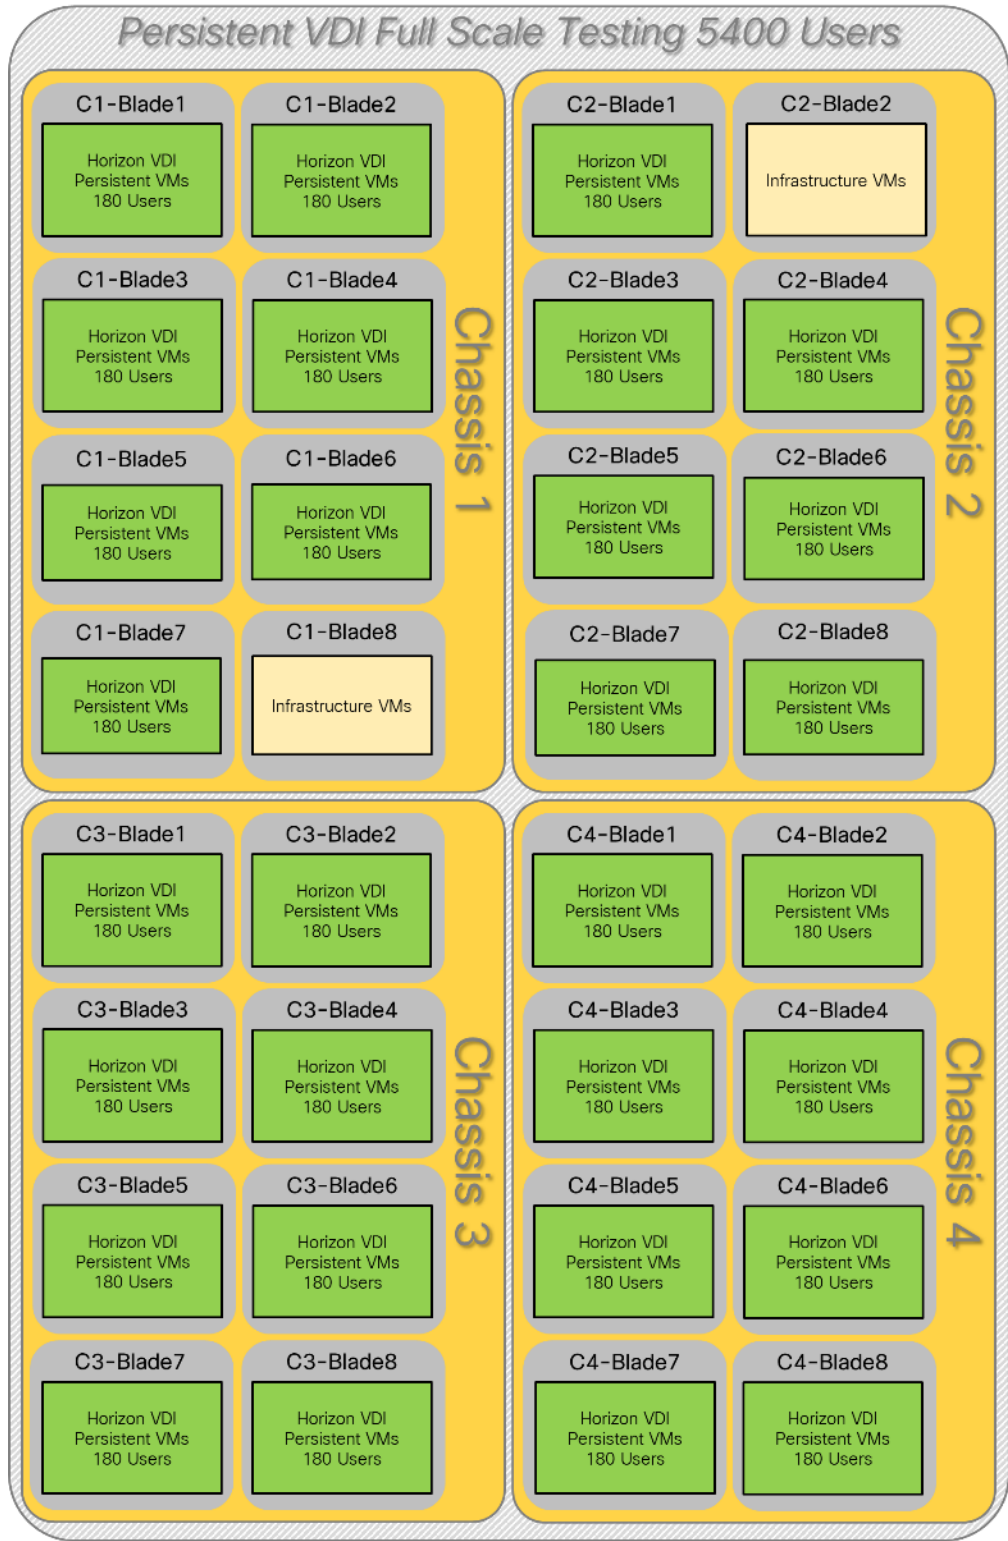 Persistent VDI Full Scale Testing 5400 Users
C1-Blade1
Horizon VDI
Persistent VMs
180 Users
C1-Blade2
Horizon VDI
Persistent VMs
180 Users
C1-Blade3
Horizon VDI
Persistent VMs
180 Users
C1-Blade4
Horizon VDI
Persistent VMs
180 Users
C1-Blade5
Horizon VDI
Persistent VMs
180 Users
C1-Blade6
Horizon VDI
Persistent VMs
180 Users
C1-Blade7
Horizon VDI
Persistent VMs
180 Users
C1-Blade8
Infrastructure VMs
Chassis 1
C2-Blade1
Horizon VDI
Persistent VMs
180 Users
C2-Blade2
Infrastructure VMs
C2-Blade3
Horizon VDI
Persistent VMs
180 Users
C2-Blade4
Horizon VDI
Persistent VMs
180 Users
C2-Blade5
Horizon VDI
Persistent VMs
180 Users
C2-Blade6
Horizon VDI
Persistent VMs
180 Users
C2-Blade7
Horizon VDI
Persistent VMs
180 Users
C2-Blade8
Horizon VDI
Persistent VMs
180 Users
Chassis 2
C3-Blade1
Horizon VDI
Persistent VMs
180 Users
C3-Blade2
Horizon VDI
Persistent VMs
180 Users
C3-Blade3
Horizon VDI
Persistent VMs
180 Users
C3-Blade4
Horizon VDI
Persistent VMs
180 Users
C3-Blade5
Horizon VDI
Persistent VMs
180 Users
C3-Blade6
Horizon VDI
Persistent VMs
180 Users
C3-Blade7
Horizon VDI
Persistent VMs
180 Users
C3-Blade8
Horizon VDI
Persistent VMs
180 Users
Chassis 3
C4-Blade1
Horizon VDI
Persistent VMs
180 Users
C4-Blade2
Horizon VDI
Persistent VMs
180 Users
C4-Blade3
Horizon VDI
Persistent VMs
180 Users
C4-Blade4
Horizon VDI
Persistent VMs
180 Users
C4-Blade5
Horizon VDI
Persistent VMs
180 Users
C4-Blade6
Horizon VDI
Persistent VMs
180 Users
C4-Blade7
Horizon VDI
Persistent VMs
180 Users
C4-Blade8
Horizon VDI
Persistent VMs
180 Users
Chassis 4